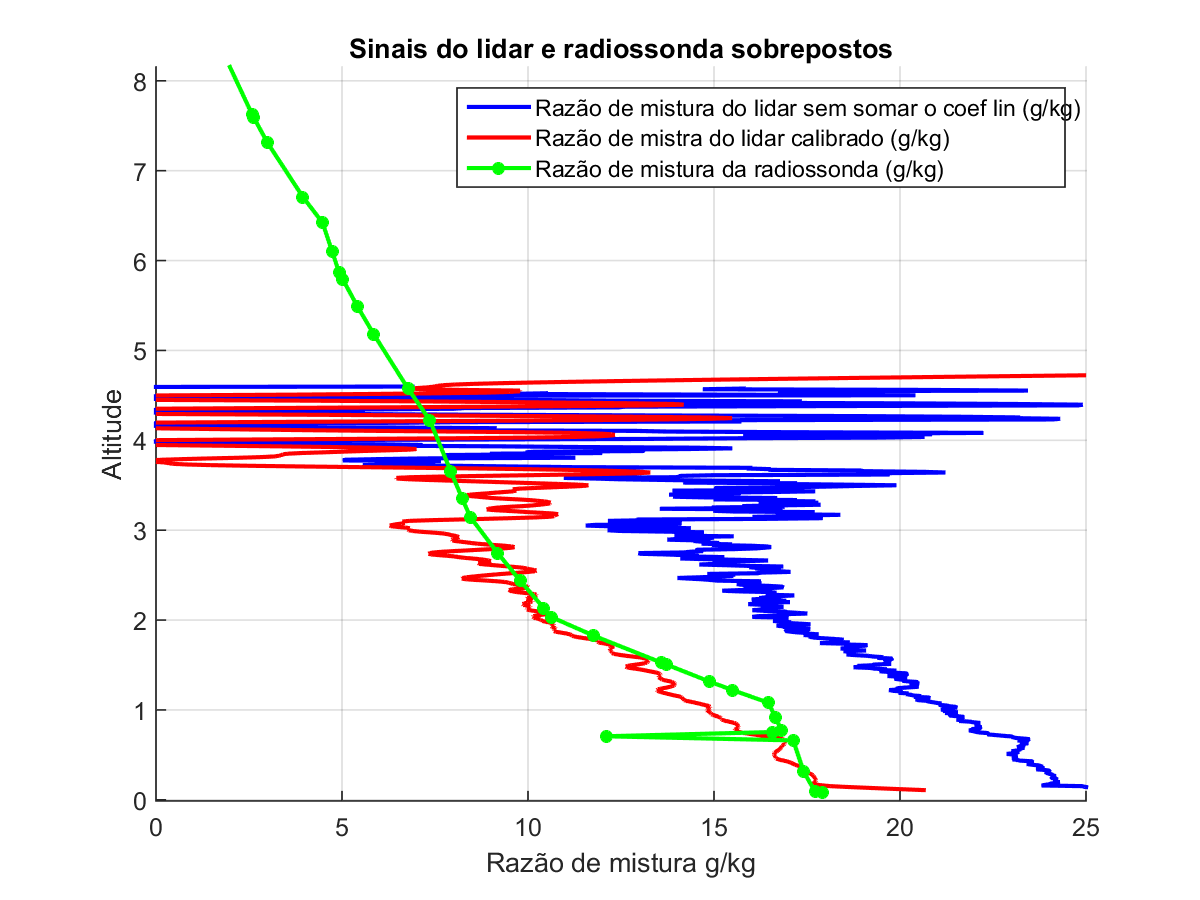 Sinais do lidar e radiossonda sobrepostos
Razão de mistura do lidar sem somar o coef lin (g/kg)
Razão de mistra do lidar calibrado (g/kg)
Razão de mistura da radiossonda (g/kg)
Altitude
8
7
6
5
4
3
2
1
0
0 5 10 15 20 25
Razão de mistura g/kg